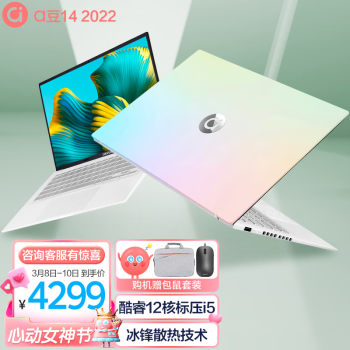 a豆14 2022
咨询客服有惊喜
3月8日-10日 到手价
¥4299
心动女神节
购机赠包鼠套装
酷睿12核标压i5
冰锋散热技术